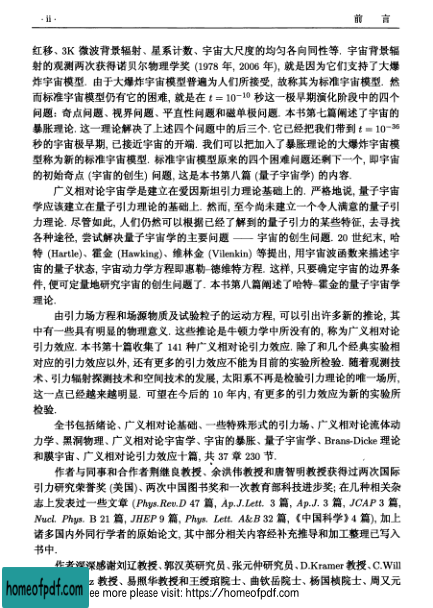 · ii ·
前 言
红移、3K 微波背景辐射、星系计数、宇宙大尺度的均匀各向同性等. 宇宙背景辐
射的观测两次获得诺贝尔物理学奖 (1978 年, 2006 年), 就是因为它们支持了大爆
炸宇宙模型. 由于大爆炸宇宙模型普遍为人们所接受, 故称其为标准宇宙模型. 然
而标准宇宙模型仍有它的困难, 就是在 t = 10⁻¹⁰ 秒这一极早期演化阶段中的四个
问题: 奇点问题、视界问题、平直性问题和磁单极问题. 本书第七篇阐述了宇宙的
暴胀理论. 这一理论解决了上述四个问题中的后三个. 它已经把我们带到 t = 10⁻³⁶
秒的宇宙极早期, 已接近宇宙的开端. 我们可以把加入了暴胀理论的大爆炸宇宙模
型称为新的标准宇宙模型. 标准宇宙模型原来的四个困难问题还剩下一个, 即宇宙
的初始奇点 (宇宙的创生) 问题, 这是本书第八篇 (量子宇宙学) 的内容.
广义相对论宇宙学是建立在爱因斯坦引力理论基础上的. 严格地说, 量子宇宙
学应该建立在量子引力论的基础上. 然而, 至今尚未建立一个令人满意的量子引
力理论. 尽管如此, 人们仍然可以根据已经了解到的量子引力的某些特征, 去寻找
各种途径, 尝试解决量子宇宙学的主要问题 —— 宇宙的创生问题. 20 世纪末, 哈
特 (Hartle)、霍金 (Hawking)、维林金 (Vilenkin) 等提出, 用宇宙波函数来描述宇
宙的量子状态, 宇宙动力学方程即惠勒–德维特方程. 这样, 只要确定宇宙的边界条
件, 便可定量地研究宇宙的创生问题了. 本书第八篇阐述了哈特–霍金的量子宇宙学
理论.
由引力场方程和场源物质及试验粒子的运动方程, 可以引出许多新的推论, 其
中有一些具有明显的物理意义. 这些推论是牛顿力学中所没有的, 称为广义相对论
引力效应. 本书第十篇收集了 141 种广义相对论引力效应. 除了和几个经典实验相
对应的引力效应以外, 还有更多的引力效应不能为目前的实验所检验. 随着观测技
术、引力辐射探测技术和空间技术的发展, 太阳系不再是检验引力理论的唯一场所,
这一点已经越来越明显. 可望在今后的 10 年内, 有更多的引力效应为新的实验所
检验.
全书包括绪论、广义相对论基础、一些特殊形式的引力场、广义相对论流体动
力学、黑洞物理、广义相对论宇宙学、宇宙的暴胀、量子宇宙学、Brans-Dicke 理论
和膜宇宙、广义相对论引力效应十篇, 共 37 章 230 节.
作者与同事和合作者荆继良教授、余洪伟教授和唐智明教授获得过两次国际
引力研究荣誉奖 (美国)、两次中国图书奖和一次教育部科技进步奖; 在几种相关杂
志上发表过一些文章 (Phys.Rev.D 47 篇, Ap.J.Lett. 3 篇, Ap.J. 3 篇, JCAP 3 篇,
Nucl. Phys. B 21 篇, JHEP 9 篇, Phys. Lett. A&B 32 篇, 《中国科学》4 篇), 加上
诸多国内外同行学者的原始论文, 其中部分相关内容经补充推导和加工整理已写入
书中.
作者深深感谢刘辽教授、郭汉英研究员、张元仲研究员、D.Kramer 教授、C.Will
z 教授、易照华教授和王绶琯院士、曲钦岳院士、杨国桢院士、周又元
homeofpdf.com
ee more please visit: https://homeofpdf.com